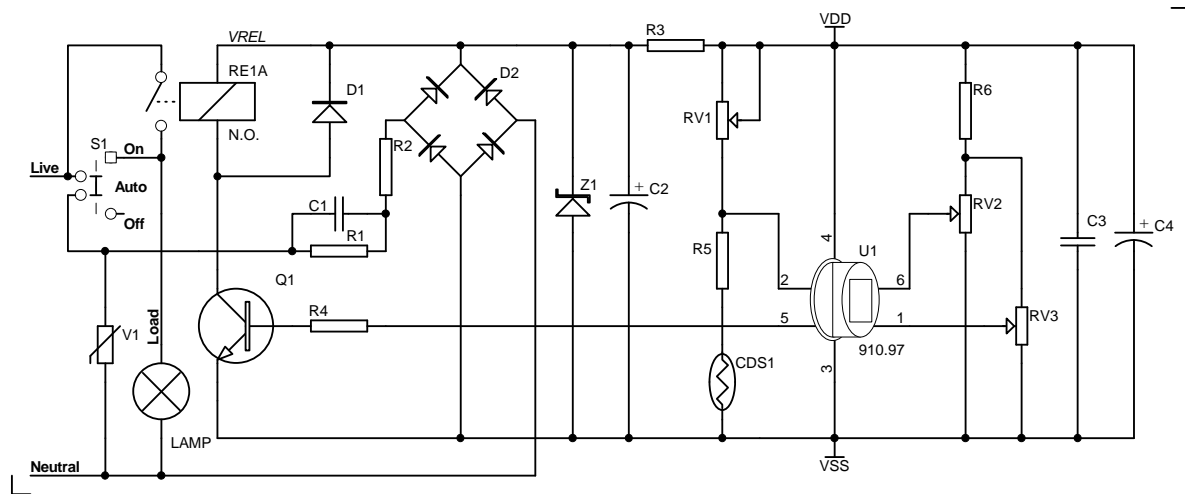 VDD
VREL
R3
RE1A
D1
D2
R6
RV1
N.O.
R2
S1
On
Live
Auto
Off
C1
R1
Z1
+
C2
RV2
R5
4
U1
C3
+
C4
Q1
2
6
V1
Load
R4
5
1
RV3
910.97
CDS1
3
LAMP
Neutral
VSS